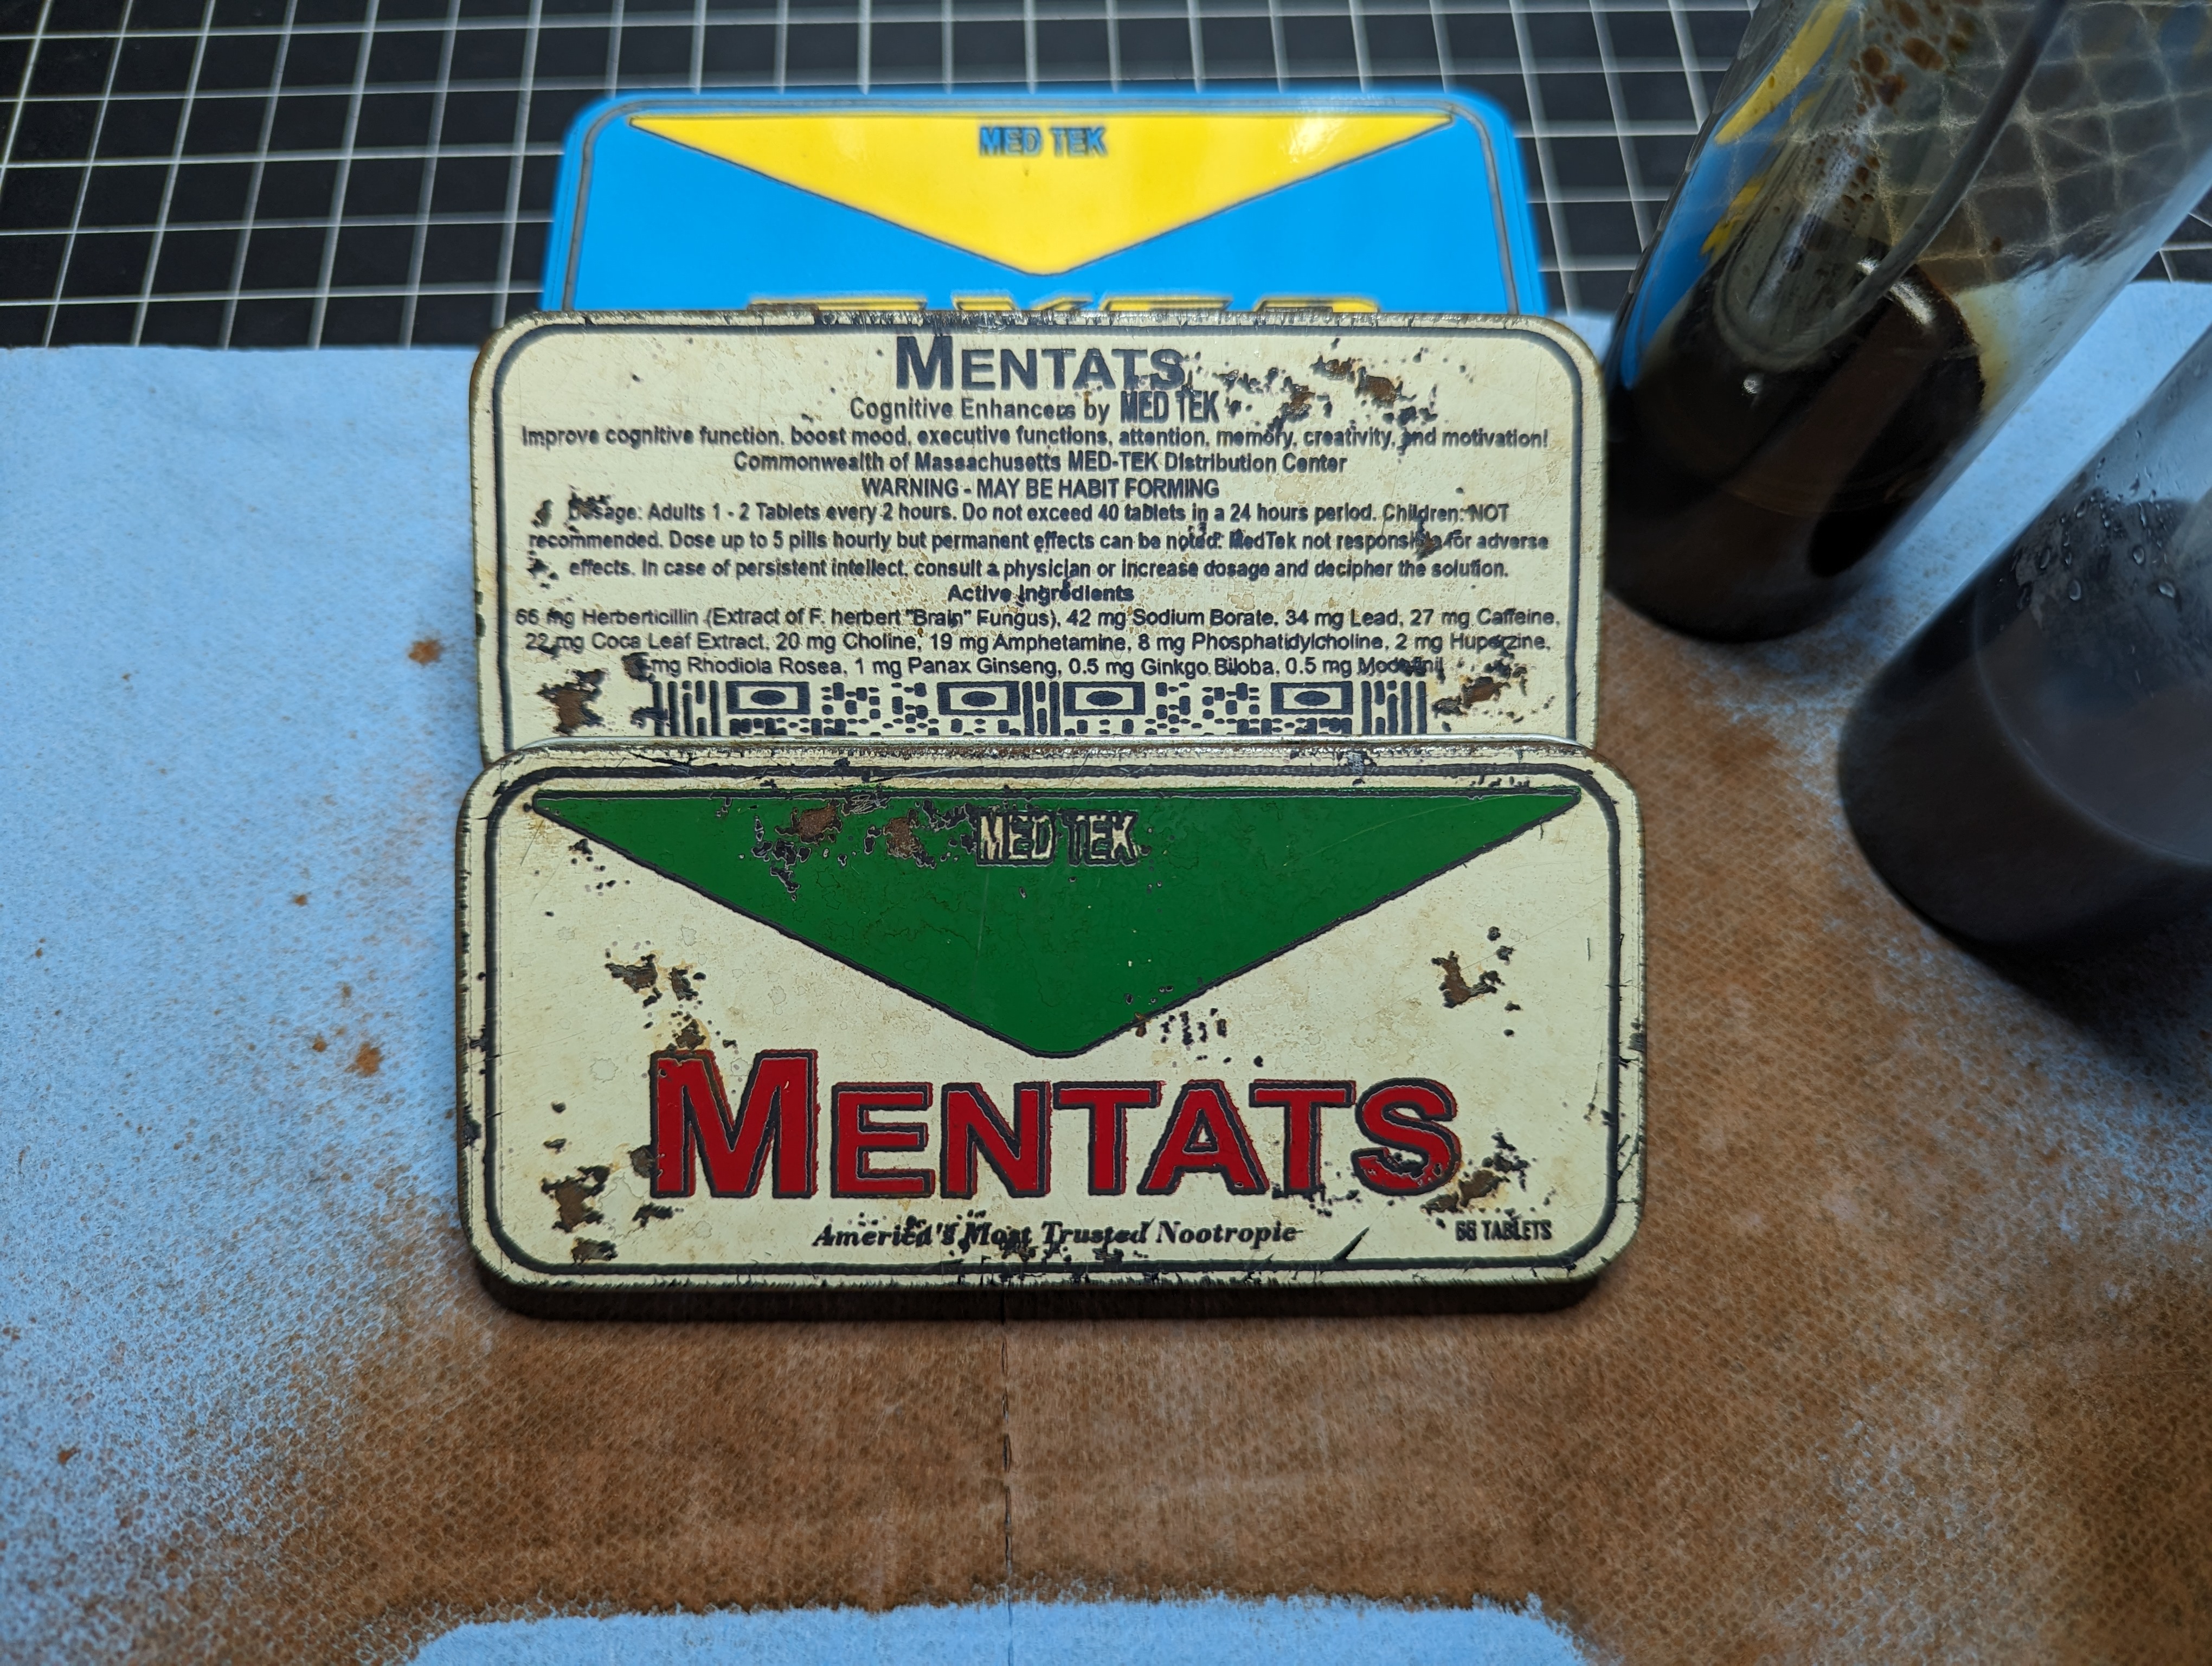 MED TEK
MENTATS
Cognitive Enhancers by MED TEK
Improve cognitive function, boost mood, executive functions, attention, memory, creativity, and motivation!
Commonwealth of Massachusetts MED-TEK Distribution Center
WARNING - MAY BE HABIT FORMING
Dosage: Adults 1 - 2 Tablets every 2 hours. Do not exceed 40 tablets in a 24 hours period. Children: NOT
recommended. Dose up to 5 pills hourly but permanent effects can be noted. MedTek not responsible for adverse
effects. In case of persistent intellect, consult a physician or increase dosage and decipher the solution.
Active Ingredients
66 mg Herberticillin (Extract of F. herbert "Brain" Fungus), 42 mg Sodium Borate, 34 mg Lead, 27 mg Caffeine,
22 mg Coca Leaf Extract, 20 mg Choline, 19 mg Amphetamine, 8 mg Phosphatidylcholine, 2 mg Huperzine,
mg Rhodiola Rosea, 1 mg Panax Ginseng, 0.5 mg Ginkgo Biloba, 0.5 mg Modafinil
MED TEK
MENTATS
America's Most Trusted Nootropic
66 TABLETS